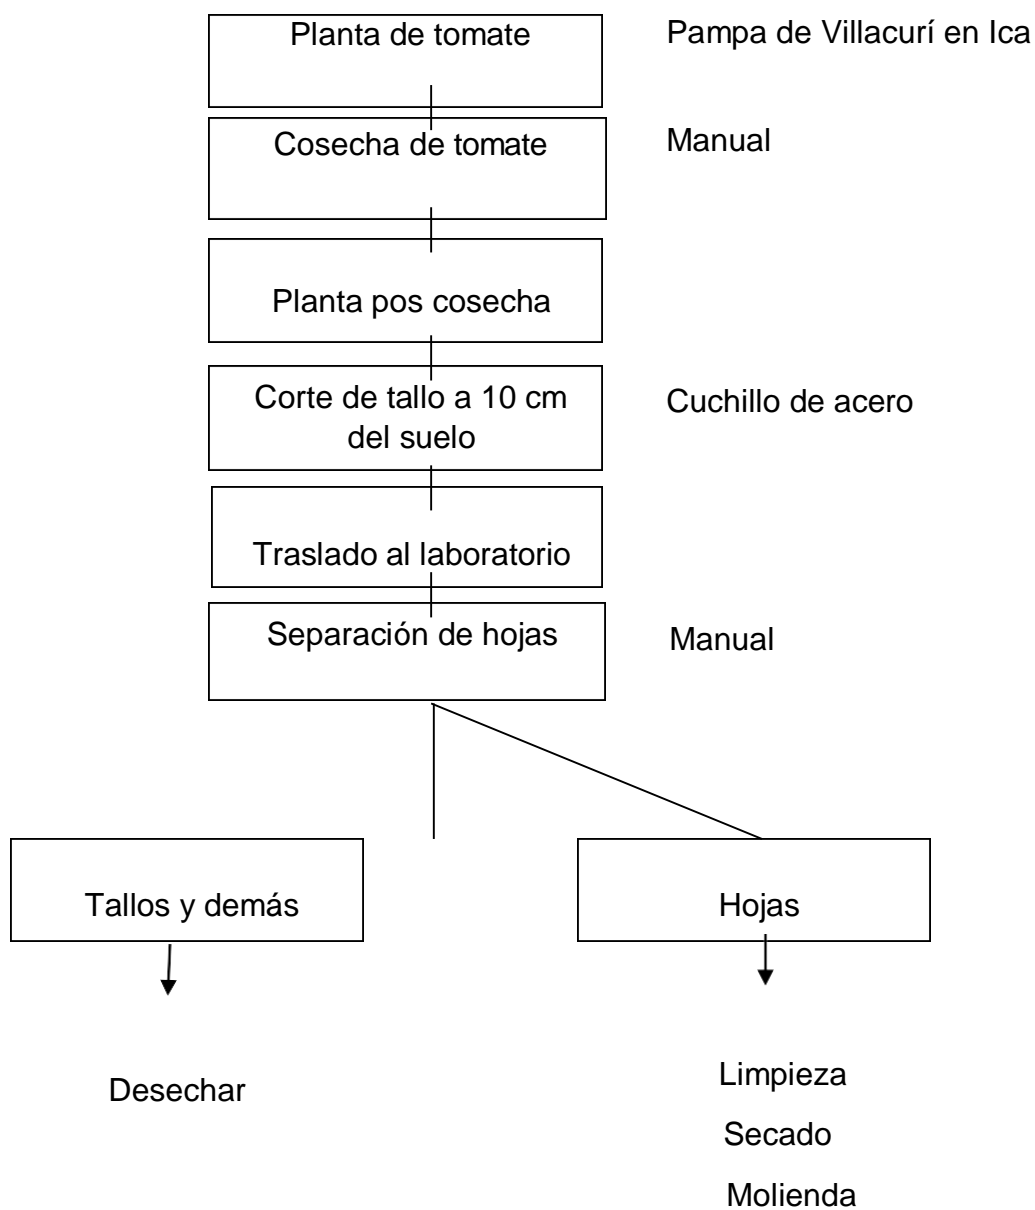 Planta de tomate
Pampa de Villacurí en Ica
Cosecha de tomate
Manual
Planta pos cosecha
Corte de tallo a 10 cm
del suelo
Cuchillo de acero
Traslado al laboratorio
Separación de hojas
Manual
Tallos y demás
Hojas
Desechar
Limpieza
Secado
Molienda